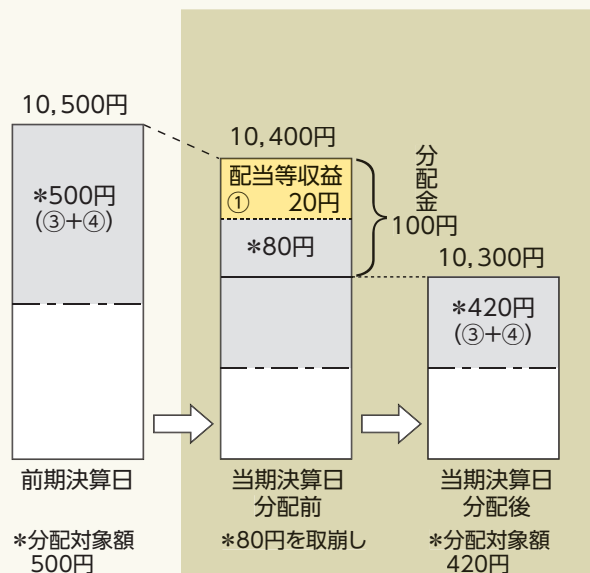 10,500円
*500円
(③+④)
前期決算日
*分配対象額
500円
10,400円
配当等収益
① 20円
*80円
分配金
100円
当期決算日
分配前
*80円を取崩し
10,300円
*420円
(③+④)
当期決算日
分配後
*分配対象額
420円